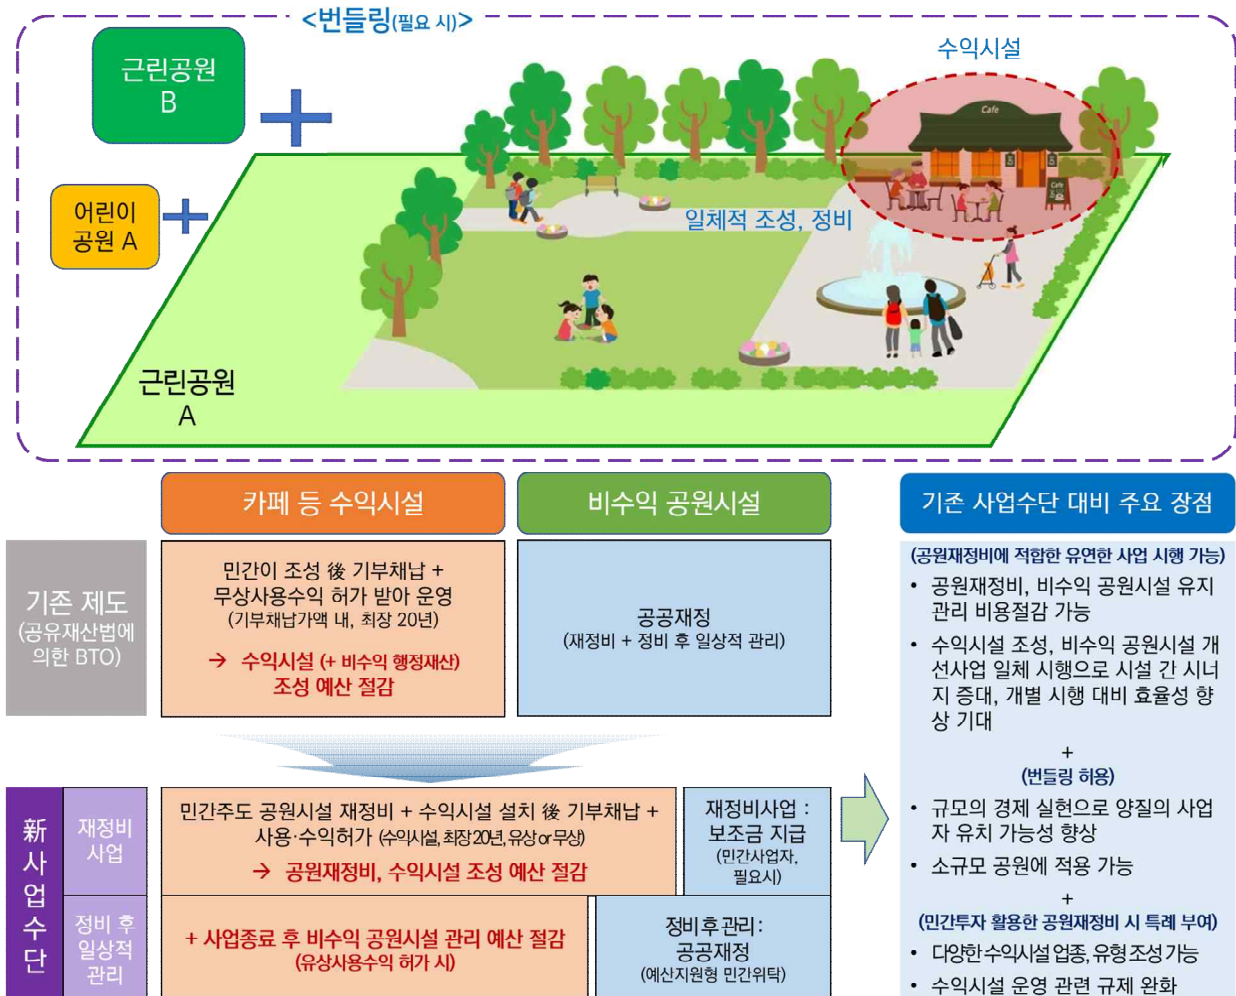 <번들링(필요 시)>
근린공원
B
수익시설
Cafe
어린이
공원 A
일체적 조성, 정비
Cafe
근린공원
A
카페 등 수익시설
비수익 공원시설
기존 사업수단 대비 주요 장점
기존 제도
(공유재산법에
의한 BTO)
민간이 조성 後 기부채납 +
무상사용수익 허가 받아 운영
(기부채납가액 내, 최장 20년)
→ 수익시설 (+ 비수익 행정재산)
조성 예산 절감
공공재정
(재정비 + 정비 후 일상적 관리)
(공원재정비에 적합한 유연한 사업 시행 가능)
• 공원재정비, 비수익 공원시설 유지
관리 비용절감 가능
• 수익시설 조성, 비수익 공원시설 개
선사업 일체 시행으로 시설 간 시너
지 증대, 개별 시행 대비 효율성 향
상 기대
+
(번들링 허용)
• 규모의 경제 실현으로 양질의 사업
자 유치 가능성 향상
• 소규모 공원에 적용 가능
+
(민간투자 활용한 공원재정비 시 특례 부여)
• 다양한 수익시설 업종, 유형 조성 가능
• 수익시설 운영 관련 규제 완화
新
사
업
수
단
재정비
사업
민간주도 공원시설 재정비 + 수익시설 설치 後 기부채납 +
사용·수익허가 (수익시설, 최장 20년, 유상 or 무상)
→ 공원재정비, 수익시설 조성 예산 절감
재정비사업 :
보조금 지급
(민간사업자,
필요시)
정비 후
일상적
관리
+ 사업종료 후 비수익 공원시설 관리 예산 절감
(유상사용수익 허가 시)
정비 후 관리 :
공공재정
(예산지원형 민간위탁)